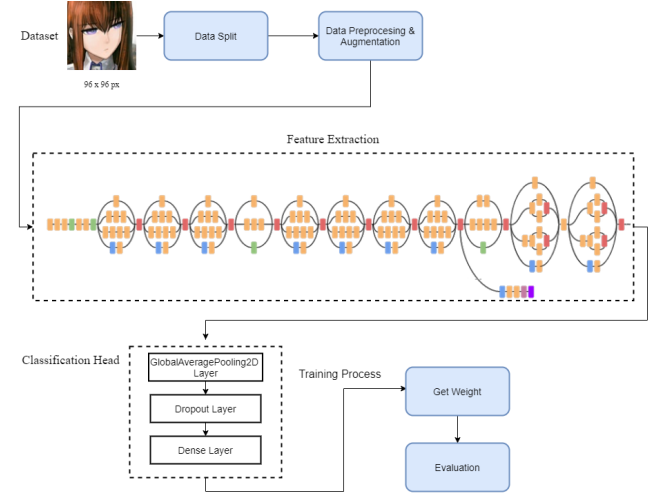 Dataset
Data Split
Data Preprocesing &
Augmentation
96 x 96 px
Feature Extraction
Classification Head
GlobalAveragePooling2D
Layer
Dropout Layer
Dense Layer
Training Process
Get Weight
Evaluation